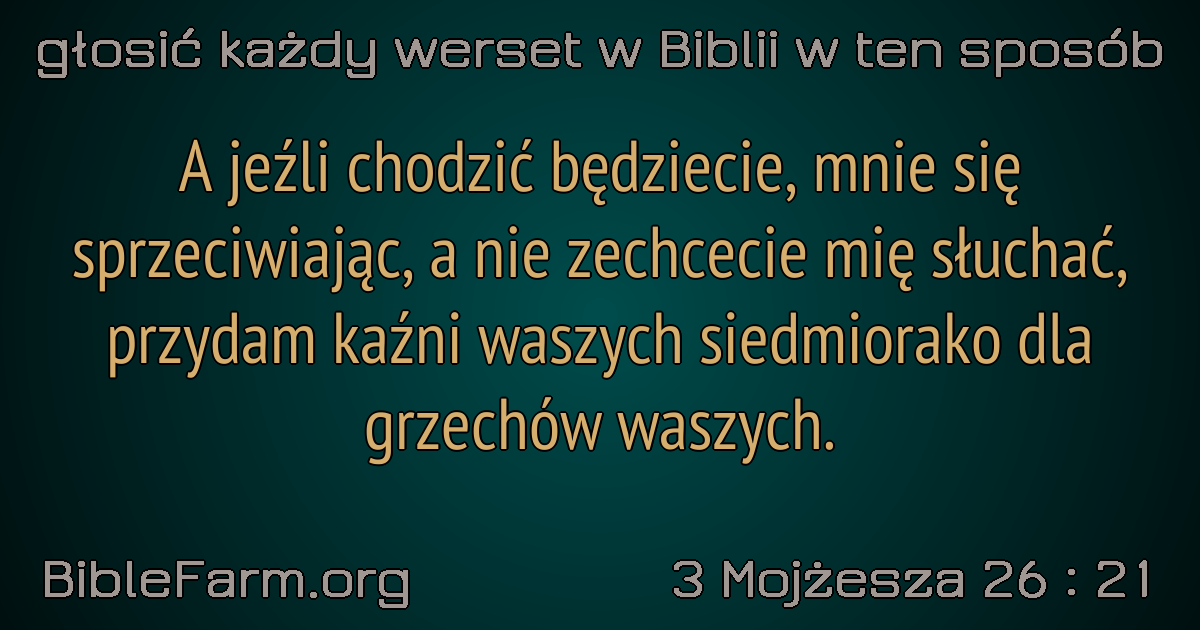 głosić każdy werset w Biblii w ten sposób
A jeźli chodzić będziecie, mnie się
sprzeciwiając, a nie zechcecie mię słuchać,
przydam kaźni waszych siedmiorako dla
grzechów waszych.
BibleFarm.org
3 Mojżesza 26 : 21